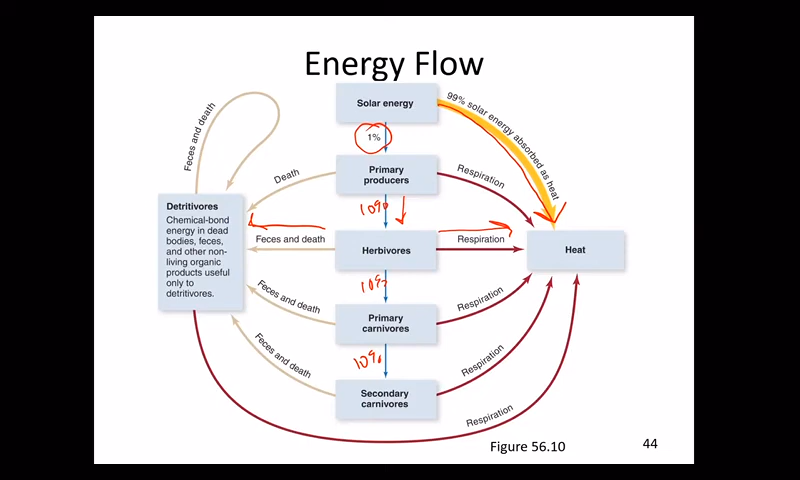 Energy Flow
Solar energy
99% solar energy absorbed as heat
1%
Feces and death
Death
Primary
producers
Respiration
10%
Detritivores
Chemical-bond
energy in dead
bodies, feces,
and other non-
living organic
products useful
only to
detritivores.
Feces and death
Herbivores
Respiration
Heat
10%
Feces and death
Primary
carnivores
Respiration
10%
Feces and death
Secondary
carnivores
Respiration
Respiration
Figure 56.10
44